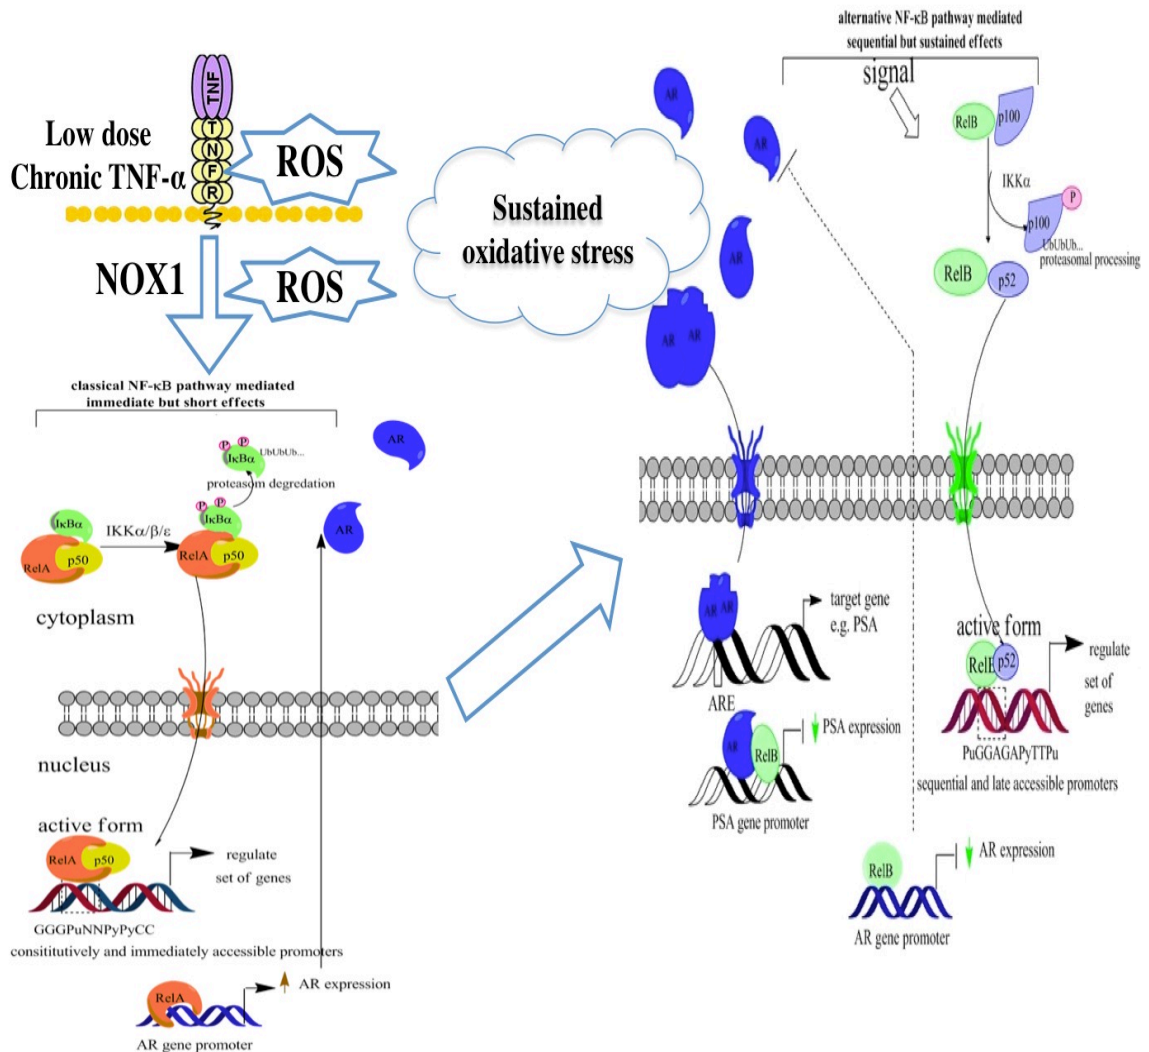 TNF
T
N
F
R
Low dose
Chronic TNF-α
ROS
NOX1
ROS
Sustained
oxidative stress
classical NF-κB pathway mediated
immediate but short effects
P
P
IκBα
UbUbUb...
proteasom degredation
P
P
IκBα
IκBα
RelA
p50
IKKα/β/ε
RelA
p50
AR
AR
cytoplasm
nucleus
active form
RelA
p50
regulate
set of genes
GGGPuNNPyPyCC
consititutively and immediately accessible promoters
RelA
AR expression
AR gene promoter
alternative NF-κB pathway mediated
sequential but sustained effects
signal
AR
AR
AR
AR
AR
RelB
p100
IKKα
P
p100
UbUbUb...
proteasomal processing
RelB
p52
AR
AR
target gene
e.g. PSA
ARE
AR
RelB
PSA expression
PSA gene promoter
active form
RelB
p52
regulate
set of
genes
PuGGAGAPyTTPu
sequential and late accessible promoters
RelB
AR expression
AR gene promoter